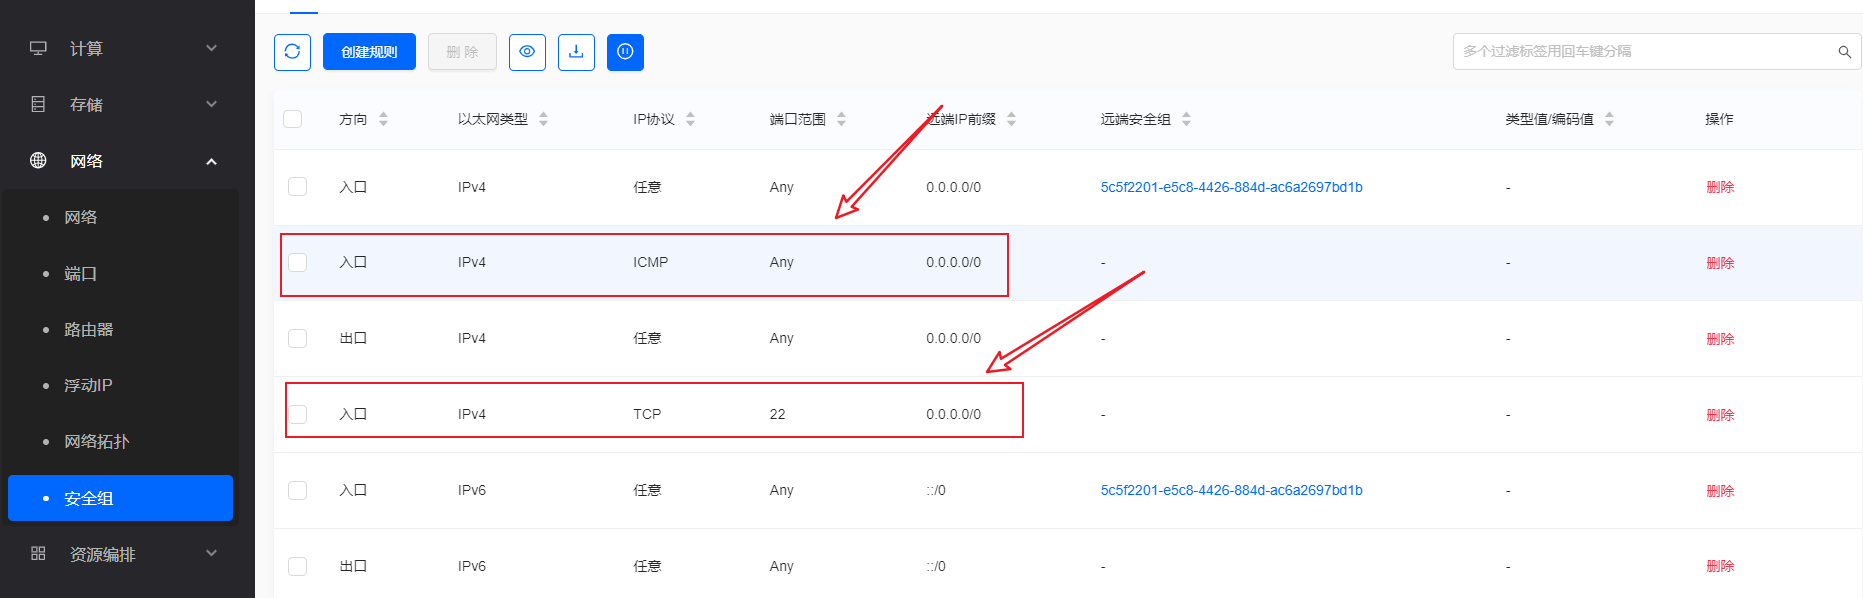 计算
存储
网络
网络
端口
路由器
浮动IP
网络拓扑
安全组
资源编排
创建规则 删 除 多个过滤标签用回车键分隔
方向 以太网类型 IP协议 端口范围 远端IP前缀 远端安全组 类型值/编码值 操作
入口 IPv4 任意 Any 0.0.0.0/0 5c5f2201-e5c8-4426-884d-ac6a2697bd1b - 删除
入口 IPv4 ICMP Any 0.0.0.0/0 - - 删除
出口 IPv4 任意 Any 0.0.0.0/0 - - 删除
入口 IPv4 TCP 22 0.0.0.0/0 - - 删除
入口 IPv6 任意 Any ::/0 5c5f2201-e5c8-4426-884d-ac6a2697bd1b - 删除
出口 IPv6 任意 Any ::/0 - - 删除